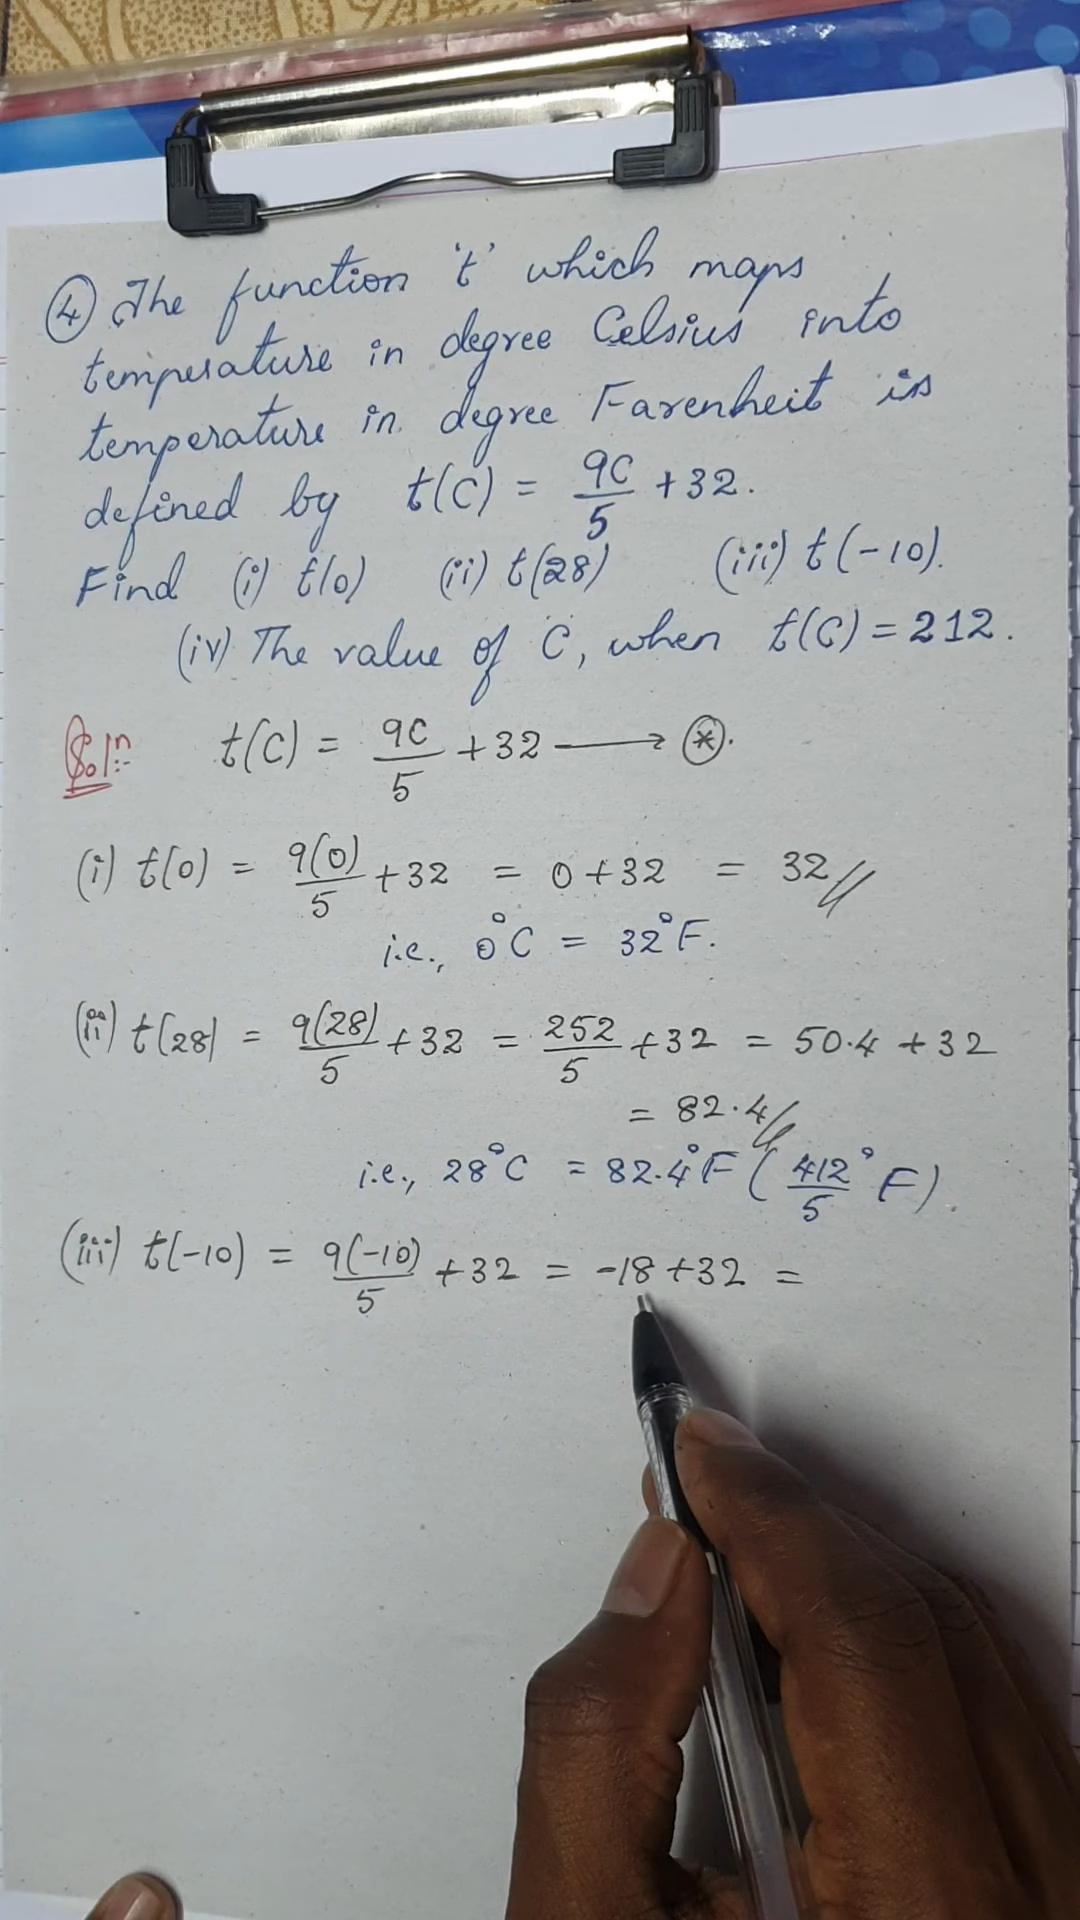 ④ The function 't' which maps
temperature in degree Celsius into
temperature in degree Farenheit is
defined by t(C) = 9C/5 + 32.
Find (i) t(0) (ii) t(28) (iii) t(-10).
(iv) The value of C, when t(C) = 212.
Soln:- t(C) = 9C/5 + 32 ⟶ ⊛.
(i) t(0) = 9(0)/5 + 32 = 0 + 32 = 32//
i.e., 0°C = 32°F.
(ii) t(28) = 9(28)/5 + 32 = 252/5 + 32 = 50.4 + 32
= 82.4//
i.e., 28°C = 82.4°F (412/5 °F)
(iii) t(-10) = 9(-10)/5 + 32 = -18 + 32 =